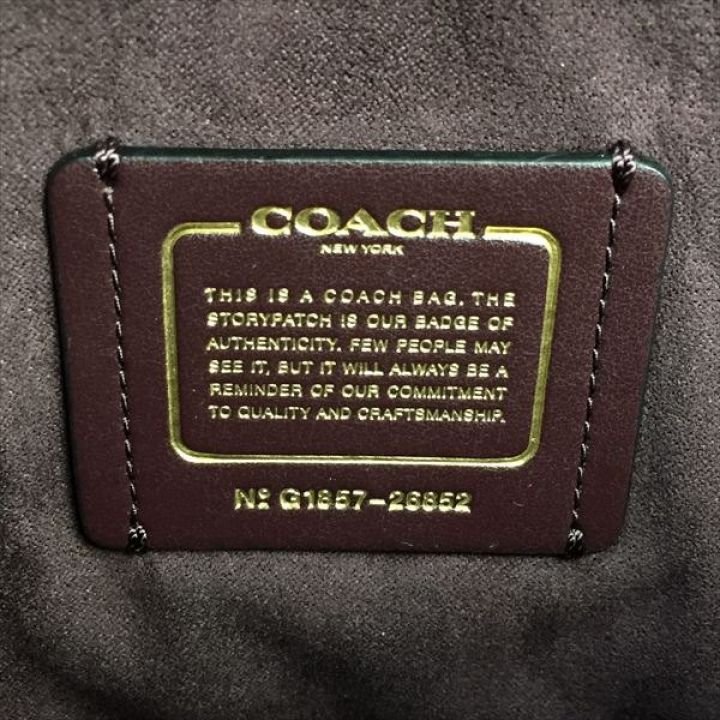 COACH
NEW YORK
THIS IS A COACH BAG. THE
STORYPATCH IS OUR BADGE OF
AUTHENTICITY. FEW PEOPLE MAY
SEE IT, BUT IT WILL ALWAYS BE A
REMINDER OF OUR COMMITMENT
TO QUALITY AND CRAFTSMANSHIP.
Nº G1857-26852